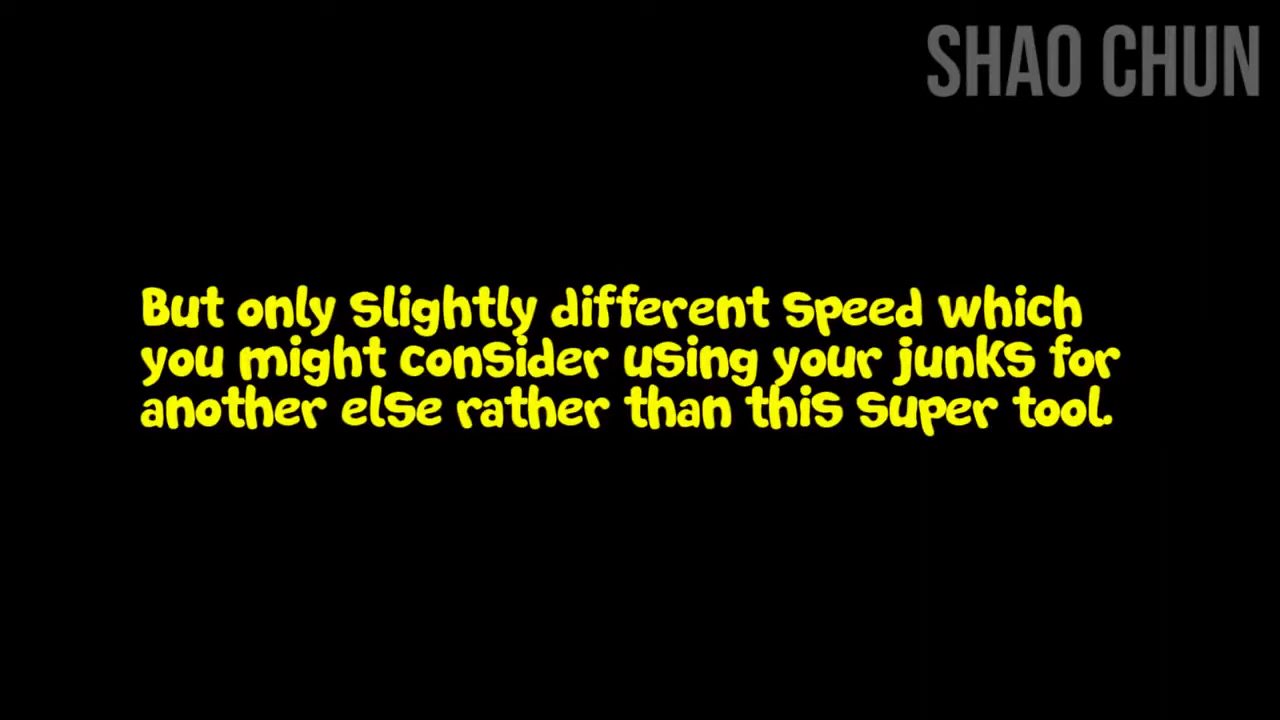 SHAO CHUN
But only slightly different speed which
you might consider using your junks for
another else rather than this super tool.